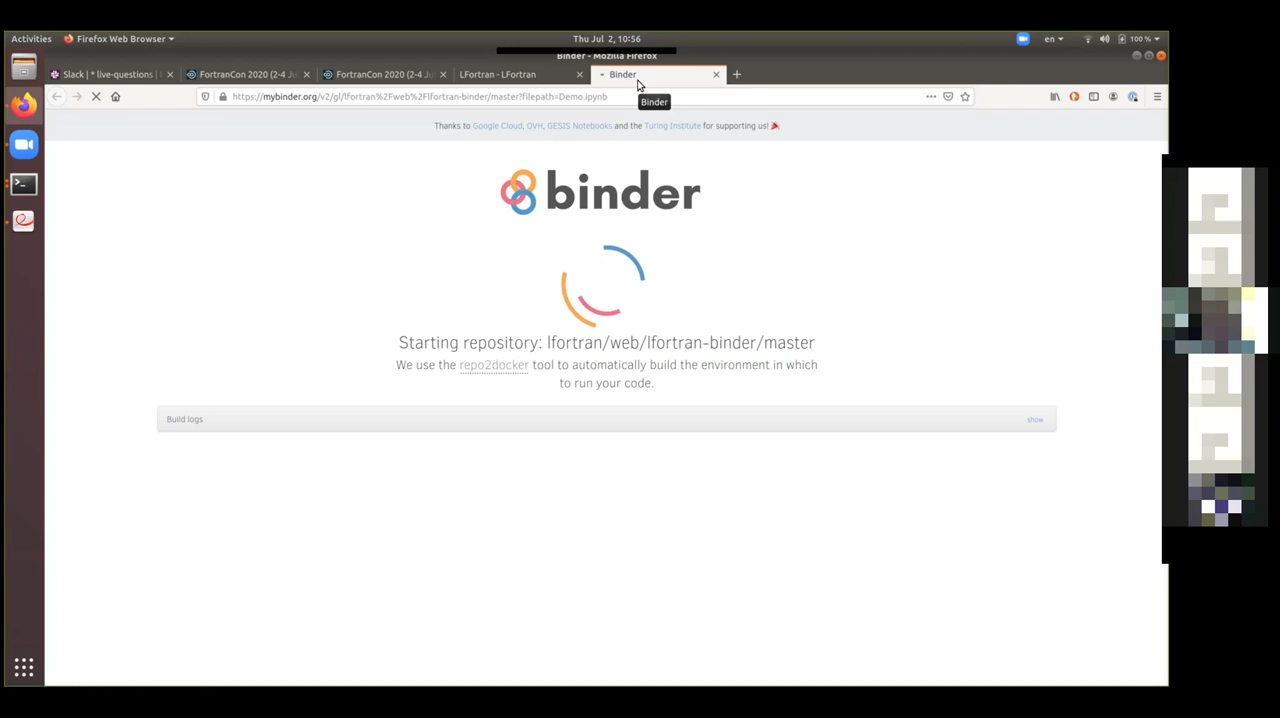 Activities Firefox Web Browser Thu Jul 2, 10:56 en 100 %
Binder - Mozilla Firefox
Slack | * live-questions | FortranCon 2020 (2-4 Ju FortranCon 2020 (2-4 Ju LFortran - LFortran Binder
https://mybinder.org/v2/gl/lfortran%2Fweb%2Flfortran-binder/master?filepath=Demo.ipynb
Binder
Thanks to Google Cloud, OVH, GESIS Notebooks and the Turing Institute for supporting us! 🎉
binder
Starting repository: lfortran/web/lfortran-binder/master
We use the repo2docker tool to automatically build the environment in which
to run your code.
Build logs show